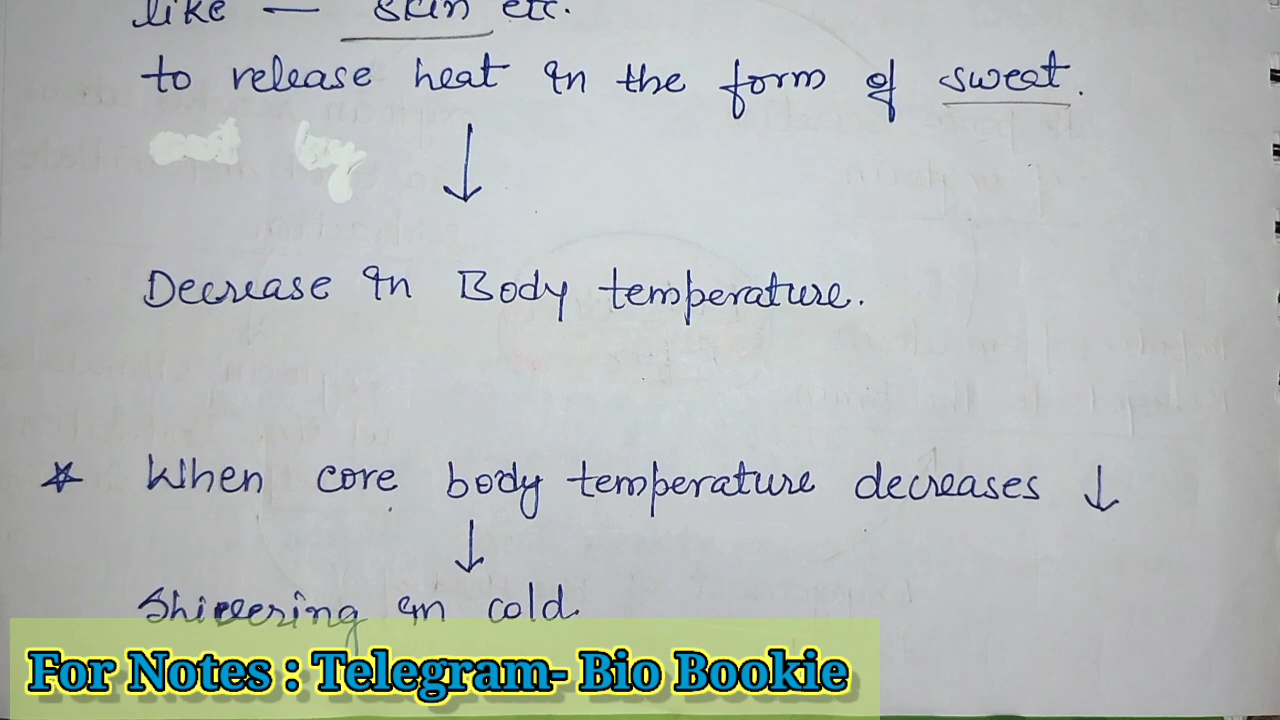 like — skin etc.
to release heat in the form of sweat.
↓
Decrease in Body temperature.
* When core body temperature decreases ↓
↓
Shivering in cold
For Notes : Telegram- Bio Bookie